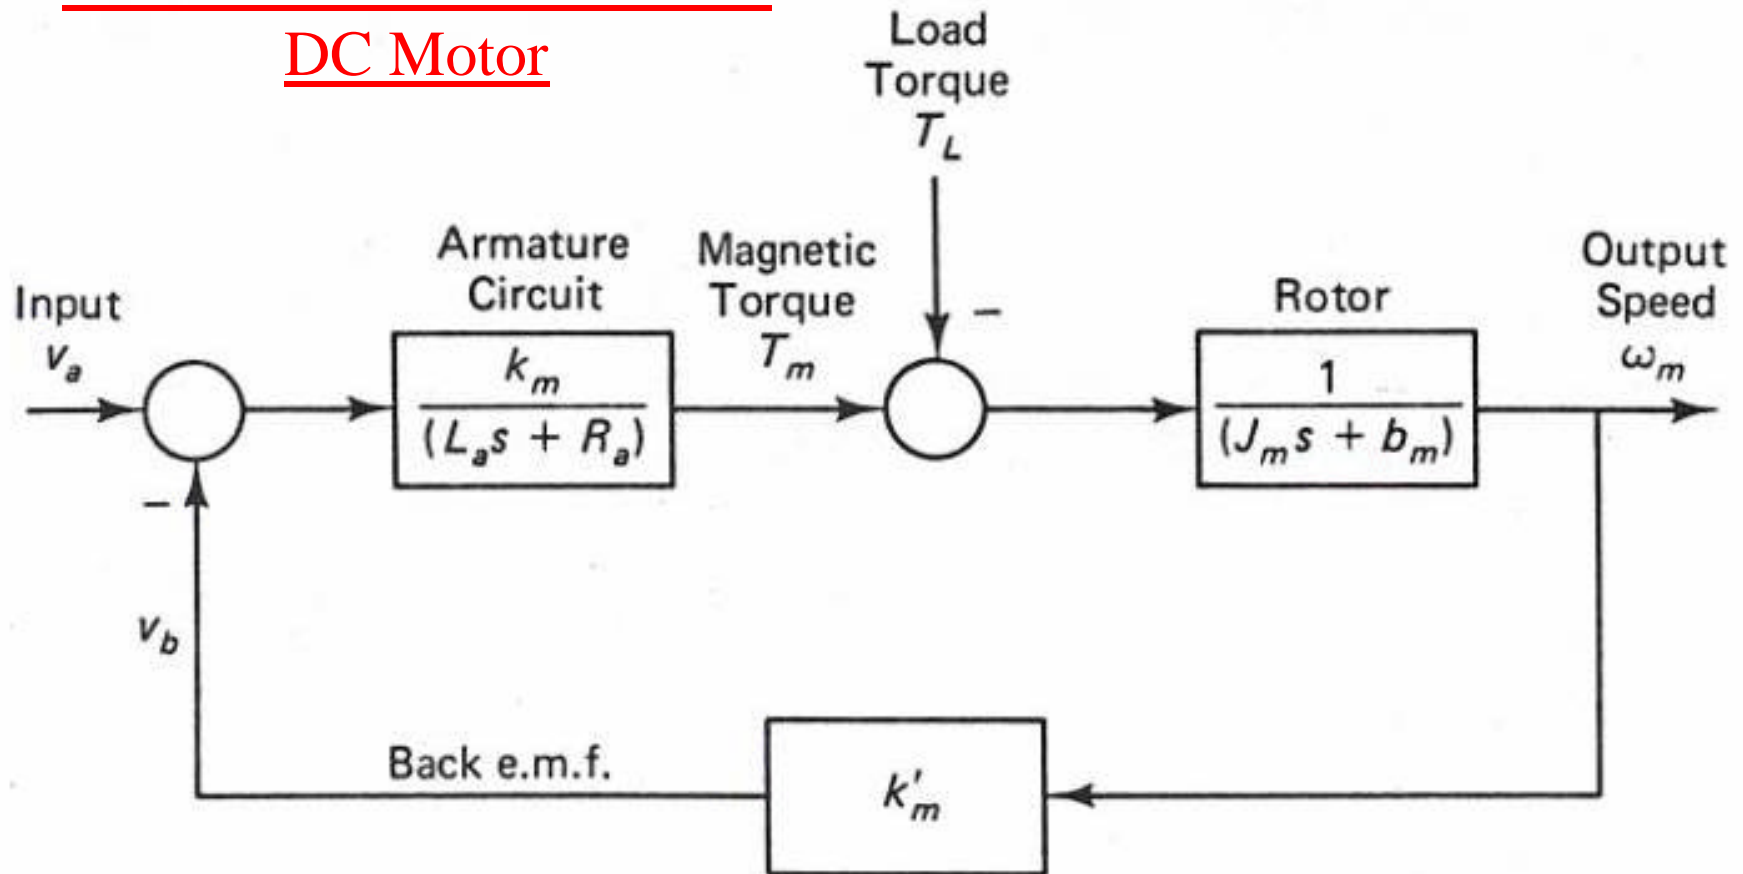 DC Motor
Load
Torque
T_L
Armature
Circuit
Magnetic
Torque
T_m
Input
v_a
k_m
(L_a s + R_a)
−
Rotor
1
(J_m s + b_m)
Output
Speed
ω_m
−
v_b
Back e.m.f.
k'_m